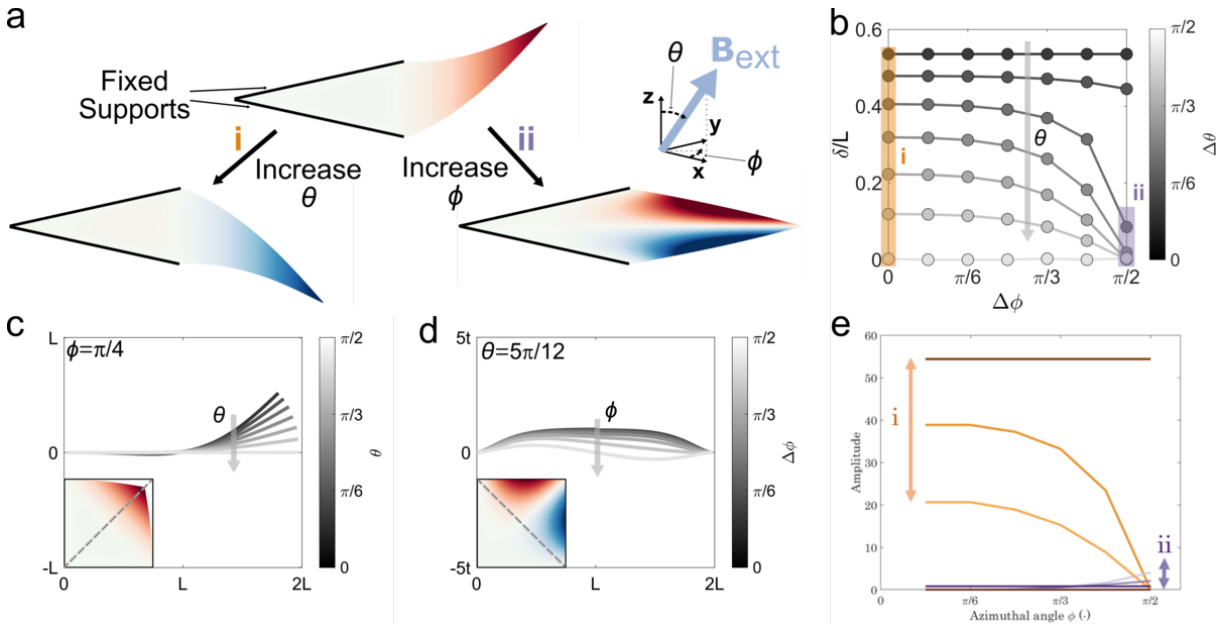 a
Fixed
Supports
i
Increase
θ
ii
Increase
ϕ
θ
B_ext
z
y
x
ϕ
b
0.6
0.4
0.2
0
δ/L
i
θ
ii
0
π/6
π/3
π/2
Δϕ
π/2
π/3
π/6
0
Δθ
c
L
0
-L
ϕ=π/4
θ
0
L
2L
π/2
π/3
π/6
0
θ
d
5t
0
-5t
θ=5π/12
ϕ
0
L
2L
π/2
π/3
π/6
0
Δϕ
e
60
50
40
30
20
10
0
Amplitude
i
ii
0
π/6
π/3
π/2
Azimuthal angle ϕ (.)